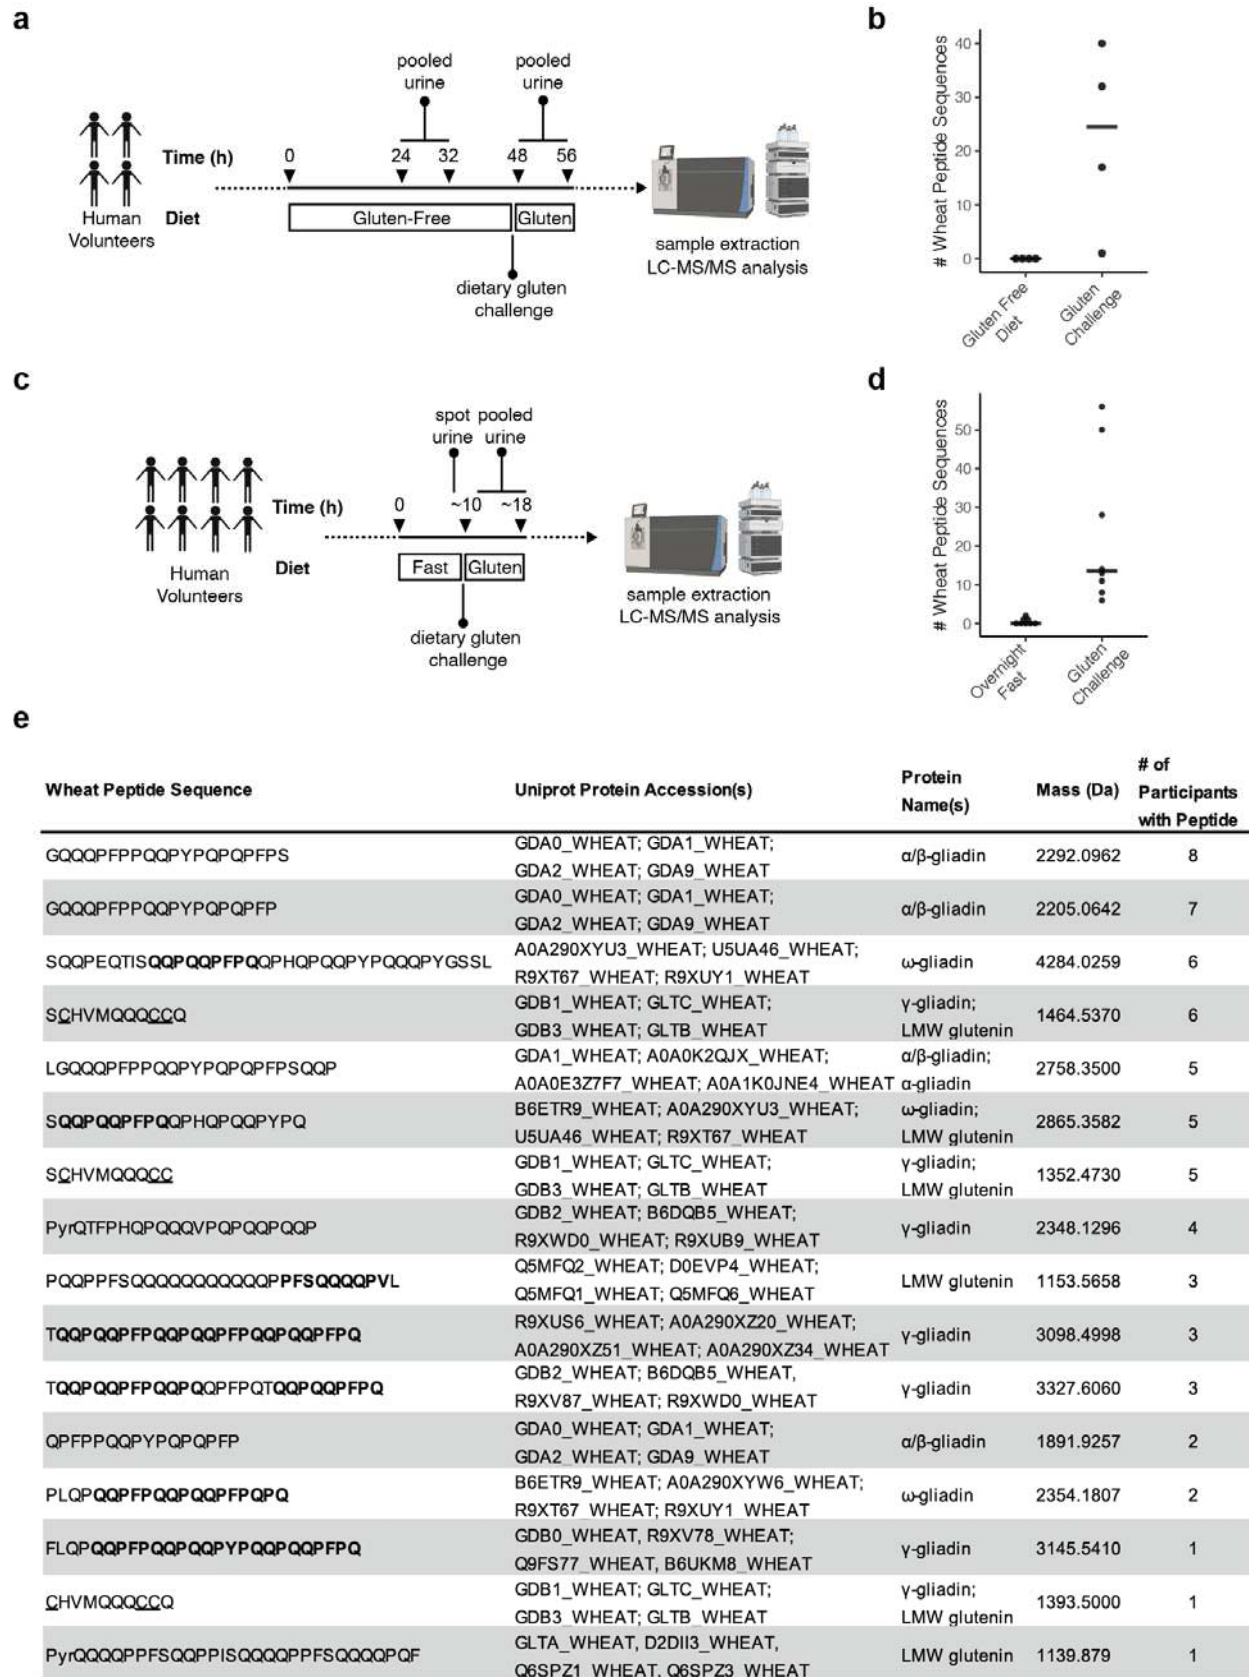 a
pooled urine
pooled urine
Time (h)
0
24
32
48
56
Human Volunteers
Diet
Gluten-Free
Gluten
dietary gluten challenge
sample extraction
LC-MS/MS analysis
b
# Wheat Peptide Sequences
40
30
20
10
0
Gluten Free Diet
Gluten Challenge
c
spot urine
pooled urine
Time (h)
0
~10
~18
Human Volunteers
Diet
Fast
Gluten
dietary gluten challenge
sample extraction
LC-MS/MS analysis
d
# Wheat Peptide Sequences
50
40
30
20
10
0
Overnight Fast
Gluten Challenge
e
Wheat Peptide Sequence Uniprot Protein Accession(s) Protein Name(s) Mass (Da) # of Participants with Peptide
GQQQPFPPQQPYPQPQPFPS GDA0_WHEAT; GDA1_WHEAT; GDA2_WHEAT; GDA9_WHEAT α/β-gliadin 2292.0962 8
GQQQPFPPQQPYPQPQPFP GDA0_WHEAT; GDA1_WHEAT; GDA2_WHEAT; GDA9_WHEAT α/β-gliadin 2205.0642 7
SQQPEQTISQQPQQPFPQQPHQPQQPYPQQQPYGSSL A0A290XYU3_WHEAT; U5UA46_WHEAT; R9XT67_WHEAT; R9XUY1_WHEAT ω-gliadin 4284.0259 6
SCHVMQQQCCQ GDB1_WHEAT; GLTC_WHEAT; GDB3_WHEAT; GLTB_WHEAT γ-gliadin; LMW glutenin 1464.5370 6
LGQQQPFPPQQPYPQPQPFPSQQP GDA1_WHEAT; A0A0K2QJX_WHEAT; A0A0E3Z7F7_WHEAT; A0A1K0JNE4_WHEAT α/β-gliadin; α-gliadin 2758.3500 5
SQQPQQPFPQQPHQPQQPYPQ B6ETR9_WHEAT; A0A290XYU3_WHEAT; U5UA46_WHEAT; R9XT67_WHEAT ω-gliadin; LMW glutenin 2865.3582 5
SCHVMQQQCC GDB1_WHEAT; GLTC_WHEAT; GDB3_WHEAT; GLTB_WHEAT γ-gliadin; LMW glutenin 1352.4730 5
PyrQTFPHQPQQQVPQPQQPQQP GDB2_WHEAT; B6DQB5_WHEAT; R9XWD0_WHEAT; R9XUB9_WHEAT γ-gliadin 2348.1296 4
PQQPPFSQQQQQQQQQQQPPFSQQQQPVL Q5MFQ2_WHEAT; D0EVP4_WHEAT; Q5MFQ1_WHEAT; Q5MFQ6_WHEAT LMW glutenin 1153.5658 3
TQQPQQPFPQQPQQPFPQQPQQPFPQ R9XUS6_WHEAT; A0A290XZ20_WHEAT; A0A290XZ51_WHEAT; A0A290XZ34_WHEAT γ-gliadin 3098.4998 3
TQQPQQPFPQQPQQPFPQTQQPQQPFPQ GDB2_WHEAT; B6DQB5_WHEAT, R9XV87_WHEAT; R9XWD0_WHEAT γ-gliadin 3327.6060 3
QPFPPQQPYPQPQPFP GDA0_WHEAT; GDA1_WHEAT; GDA2_WHEAT; GDA9_WHEAT α/β-gliadin 1891.9257 2
PLQPQQPFPQQPQQPFPQPQ B6ETR9_WHEAT; A0A290XYW6_WHEAT; R9XT67_WHEAT; R9XUY1_WHEAT ω-gliadin 2354.1807 2
FLQPQQPFPQQPQQPYPQQPQQPFPQ GDB0_WHEAT, R9XV78_WHEAT; Q9FS77_WHEAT, B6UKM8_WHEAT γ-gliadin 3145.5410 1
CHVMQQQCCQ GDB1_WHEAT; GLTC_WHEAT; GDB3_WHEAT; GLTB_WHEAT γ-gliadin; LMW glutenin 1393.5000 1
PyrQQQQPPFSQQPPISQQQQPPFSQQQQPQF GLTA_WHEAT, D2DII3_WHEAT, Q6SPZ1_WHEAT, Q6SPZ3_WHEAT LMW glutenin 1139.879 1